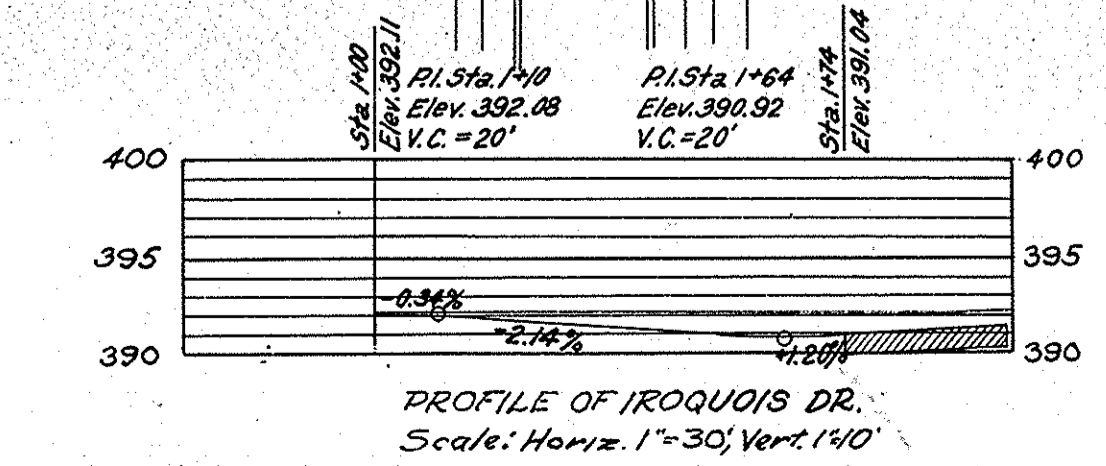 Sta. 1+00
Elev. 392.11
P.I. Sta. 1+10
Elev. 392.08
V.C. = 20'
P.I. Sta 1+64
Elev. 390.92
V.C. = 20'
Sta. 1+74
Elev. 391.04
400
400
395
395
-0.34%
-2.14%
+1.20%
390
390
PROFILE OF IROQUOIS DR.
Scale: Horiz. 1"=30', Vert. 1"=10'